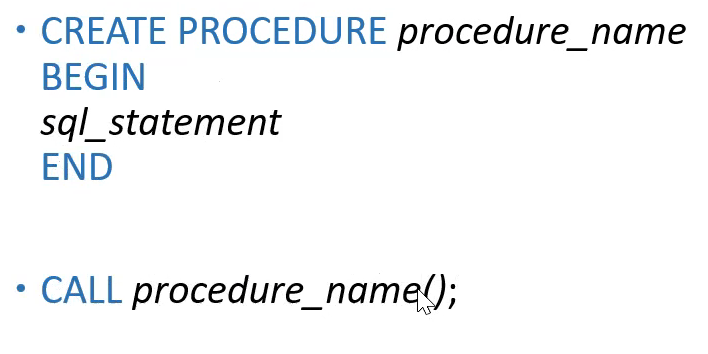 • CREATE PROCEDURE procedure_name
BEGIN
sql_statement
END
• CALL procedure_name();